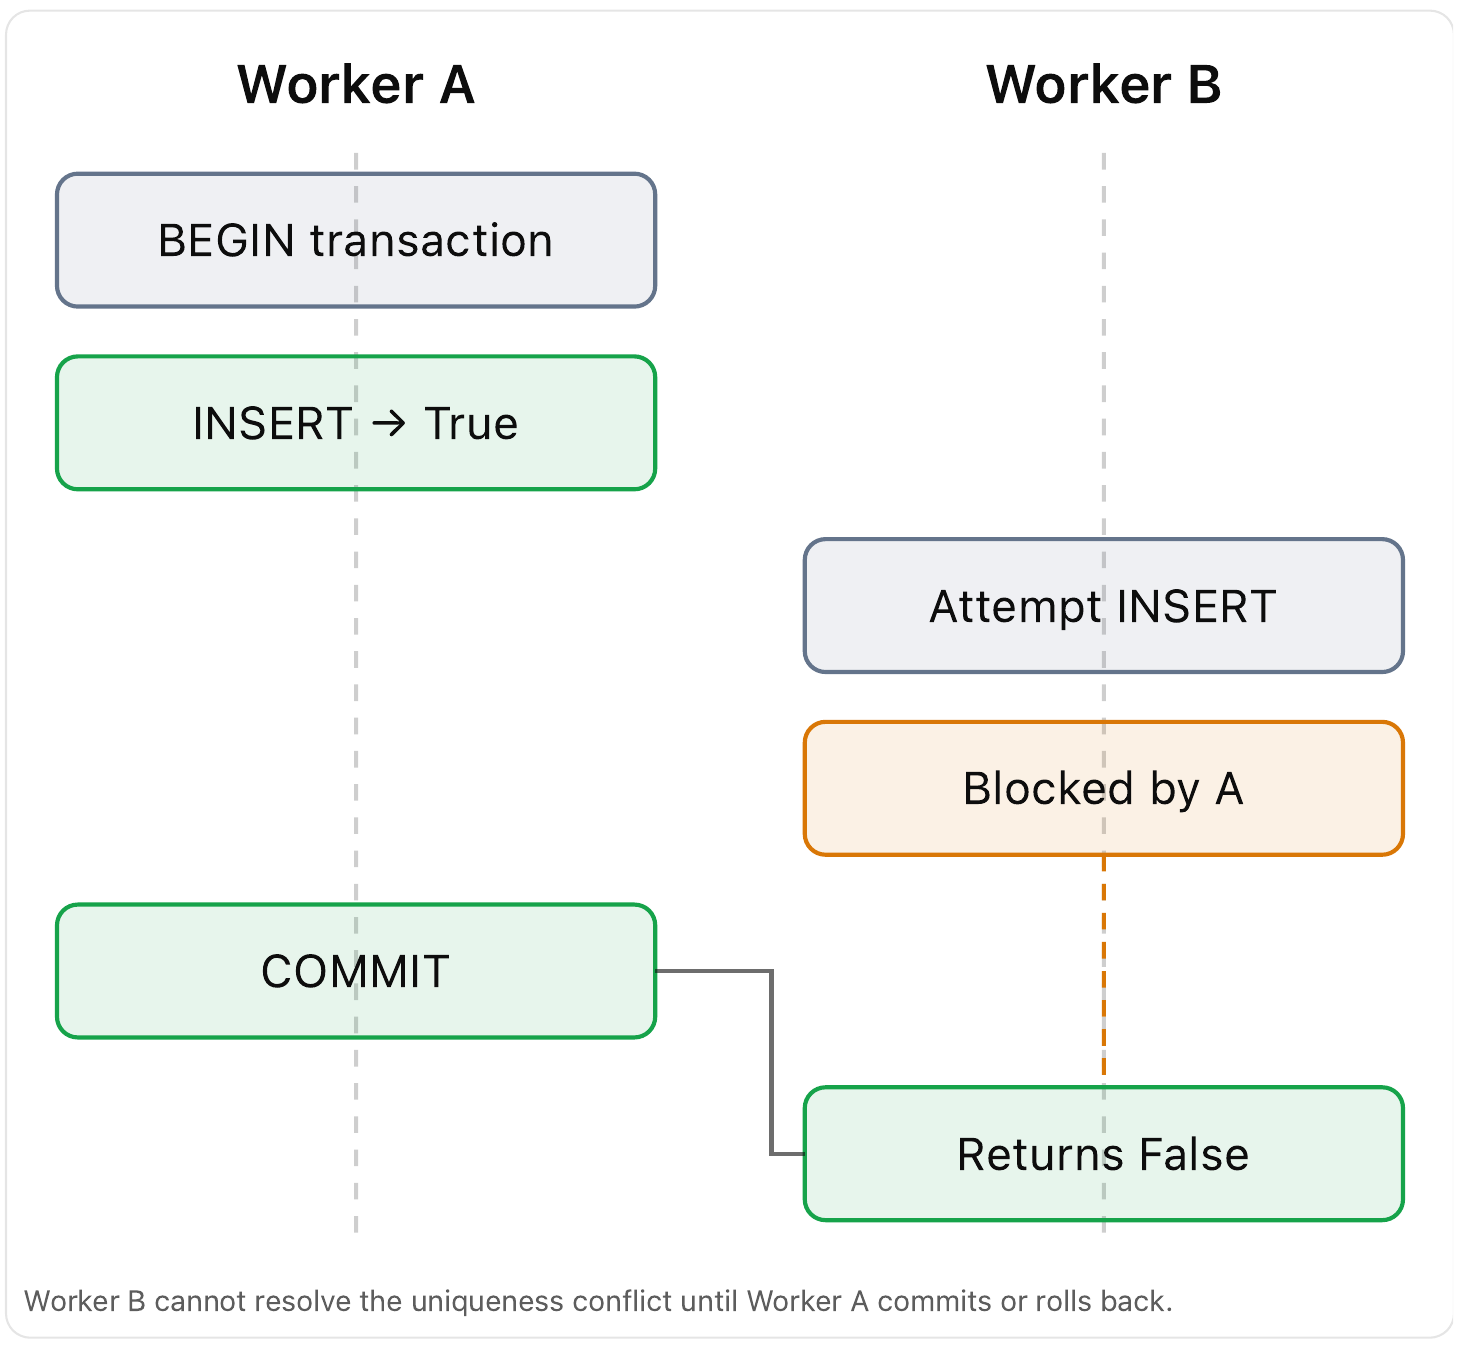 Worker A
Worker B
BEGIN transaction
INSERT → True
Attempt INSERT
Blocked by A
COMMIT
Returns False
Worker B cannot resolve the uniqueness conflict until Worker A commits or rolls back.